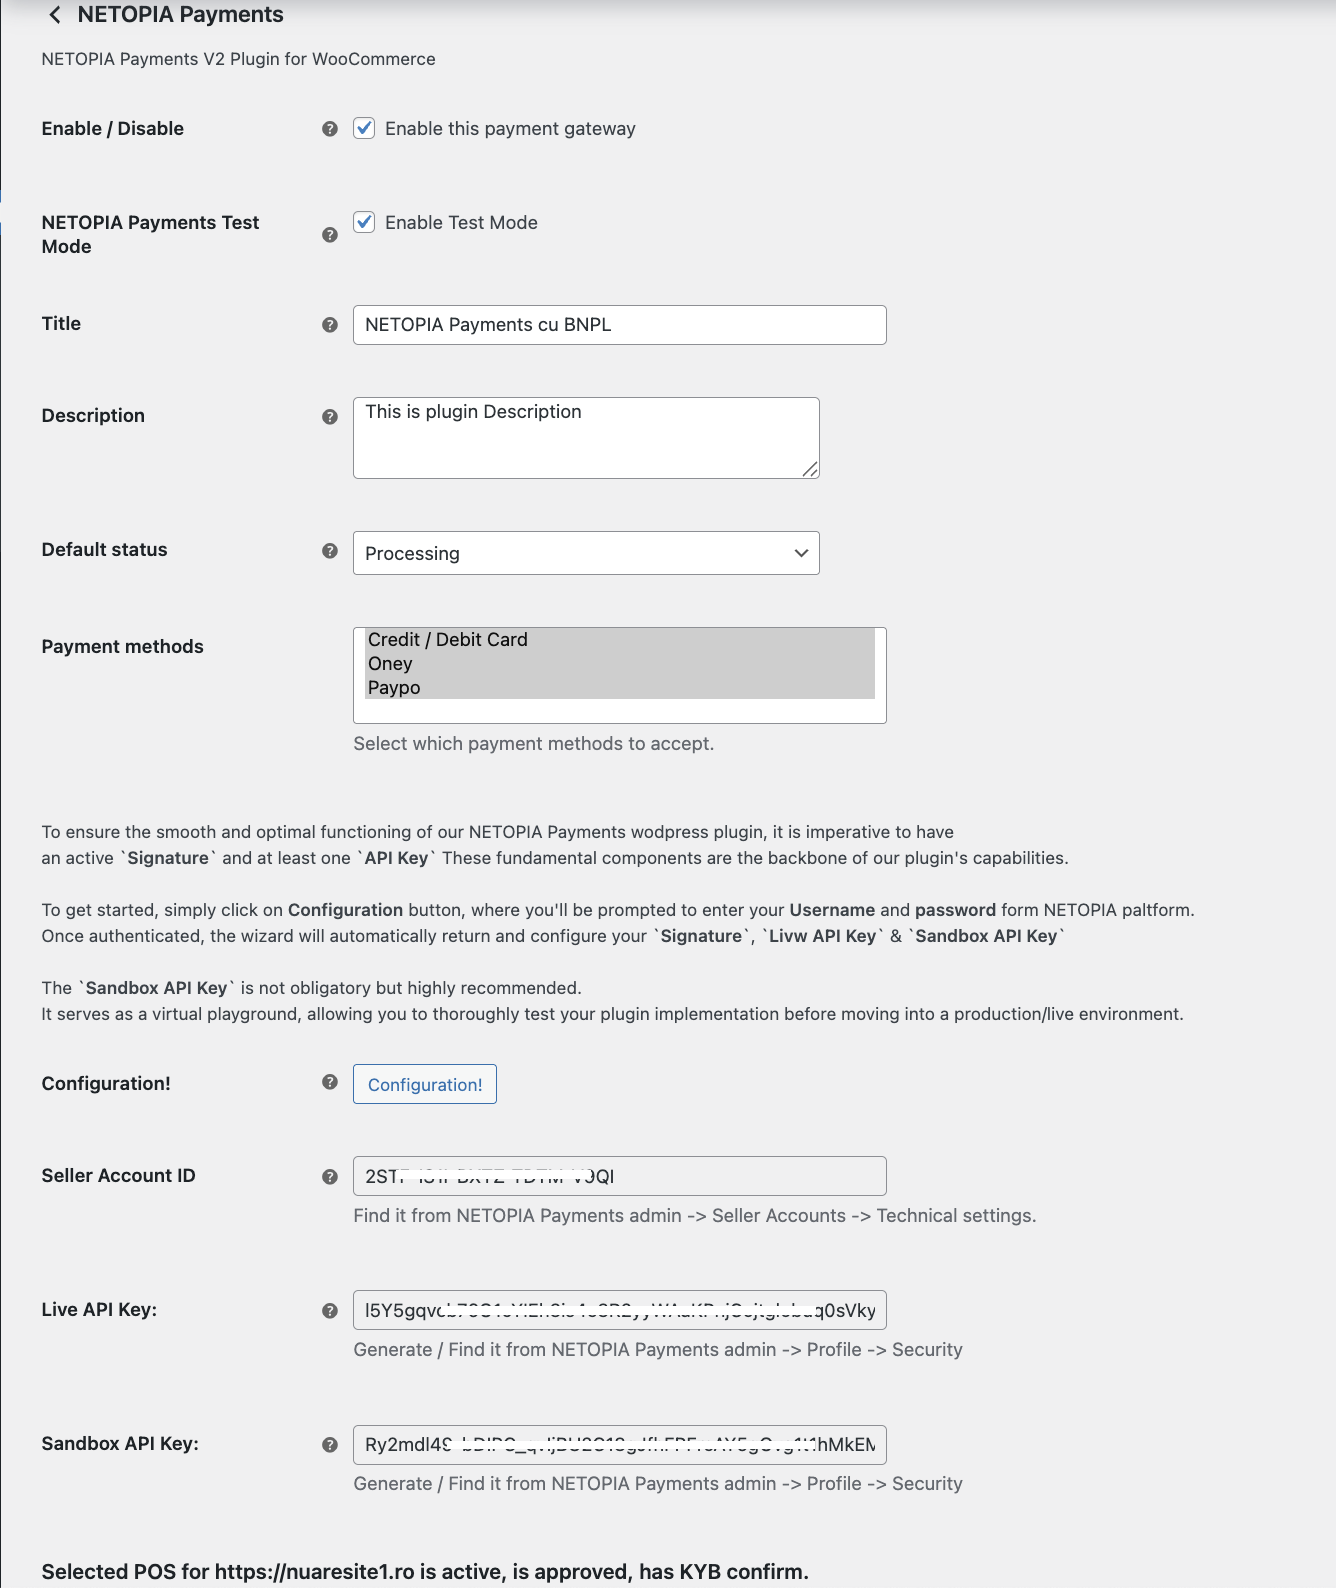 NETOPIA Payments
NETOPIA Payments V2 Plugin for WooCommerce
Enable / Disable
Enable this payment gateway
NETOPIA Payments Test Mode
Enable Test Mode
Title
NETOPIA Payments cu BNPL
Description
This is plugin Description
Default status
Processing
Payment methods
Credit / Debit Card
Oney
Paypo
Select which payment methods to accept.
To ensure the smooth and optimal functioning of our NETOPIA Payments wodpress plugin, it is imperative to have
an active `Signature` and at least one `API Key` These fundamental components are the backbone of our plugin's capabilities.
To get started, simply click on Configuration button, where you'll be prompted to enter your Username and password form NETOPIA paltform.
Once authenticated, the wizard will automatically return and configure your `Signature`, `Livw API Key` & `Sandbox API Key`
The `Sandbox API Key` is not obligatory but highly recommended.
It serves as a virtual playground, allowing you to thoroughly test your plugin implementation before moving into a production/live environment.
Configuration!
Configuration!
Seller Account ID
Find it from NETOPIA Payments admin -> Seller Accounts -> Technical settings.
Live API Key:
Generate / Find it from NETOPIA Payments admin -> Profile -> Security
Sandbox API Key:
Generate / Find it from NETOPIA Payments admin -> Profile -> Security
Selected POS for https://nuaresite1.ro is active, is approved, has KYB confirm.